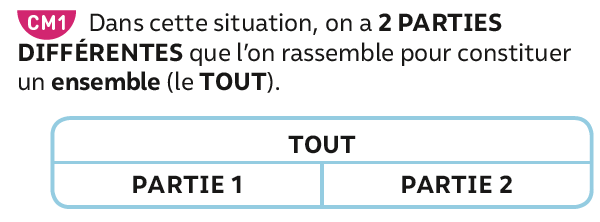 CM1 Dans cette situation, on a 2 PARTIES
DIFFÉRENTES que l'on rassemble pour constituer
un ensemble (le TOUT).
TOUT
PARTIE 1 PARTIE 2